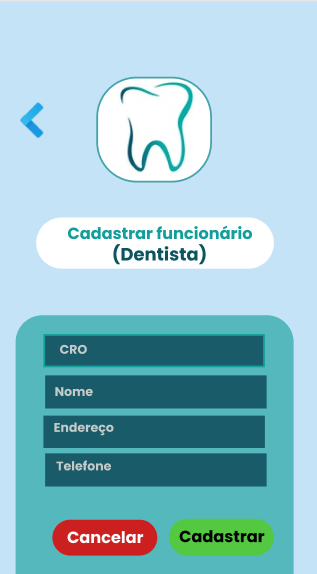 Cadastrar funcionário
(Dentista)
CRO
Nome
Endereço
Telefone
Cancelar
Cadastrar